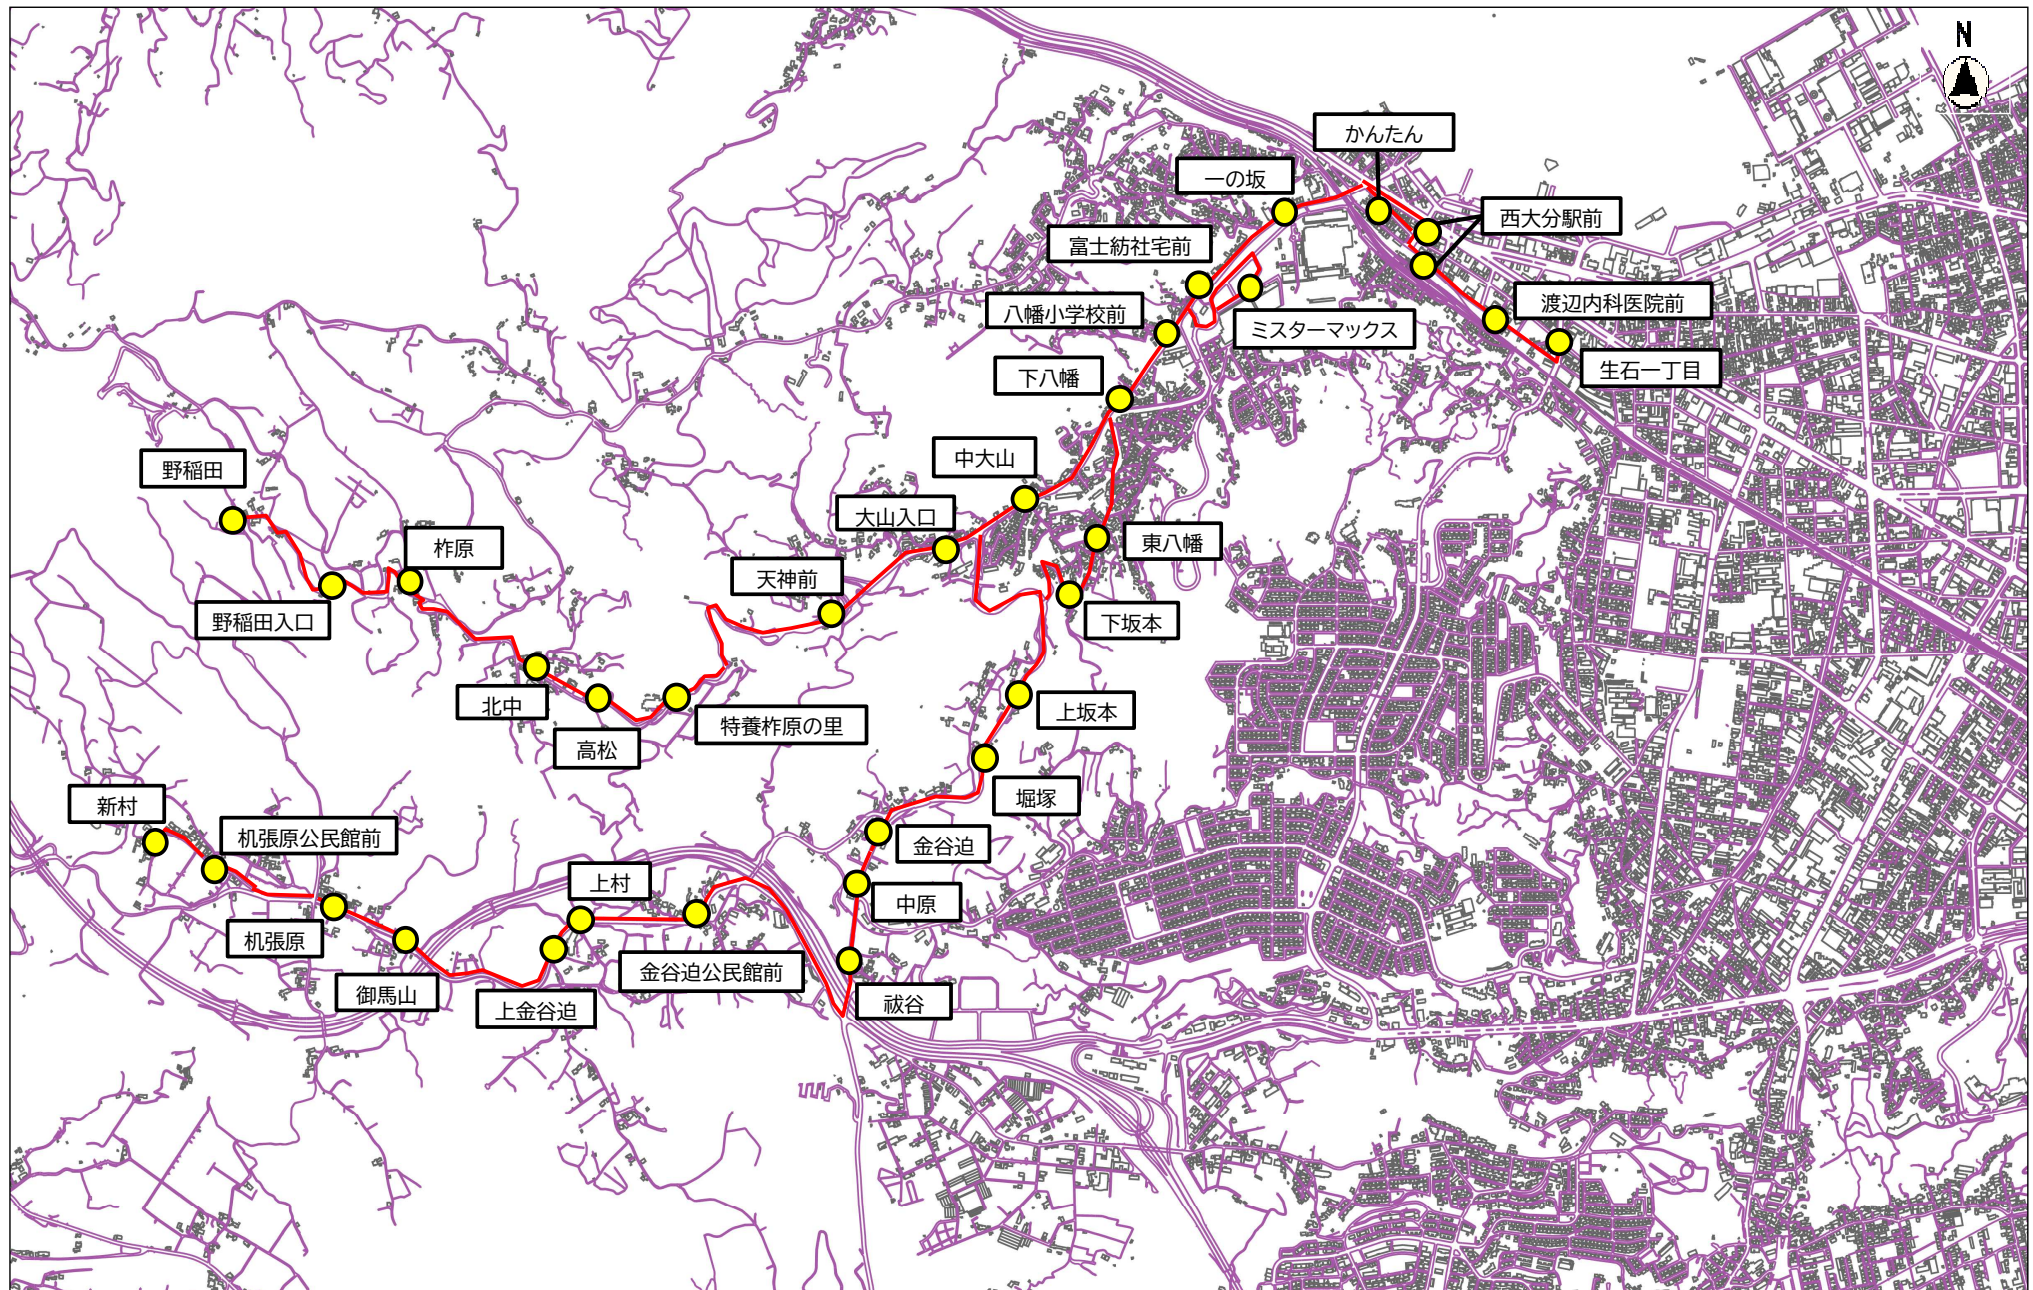 N
かんたん
一の坂
西大分駅前
富士紡社宅前
渡辺内科医院前
八幡小学校前
ミスターマックス
生石一丁目
下八幡
中大山
野稲田
大山入口
東八幡
柞原
天神前
野稲田入口
下坂本
北中
上坂本
特養柞原の里
高松
堀塚
新村
机張原公民館前
金谷迫
上村
中原
机張原
金谷迫公民館前
御馬山
祓谷
上金谷迫